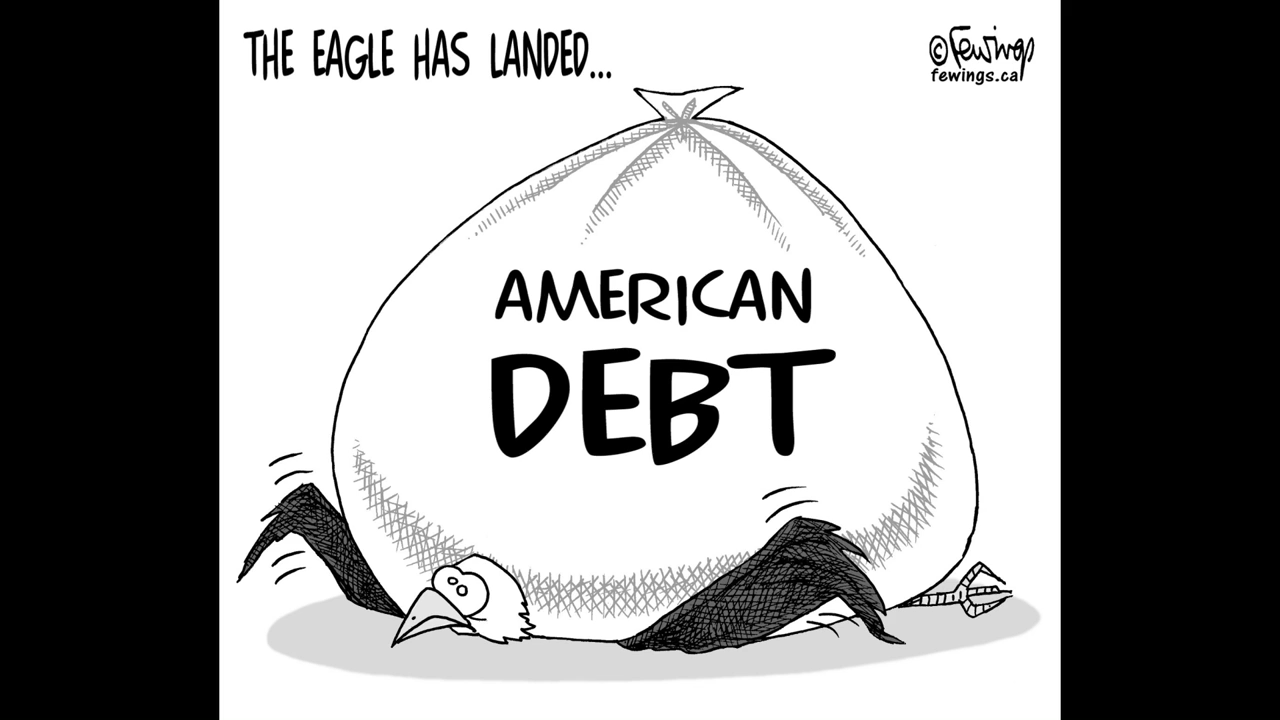 THE EAGLE HAS LANDED...
©Fewings
fewings.ca
AMERICAN
DEBT